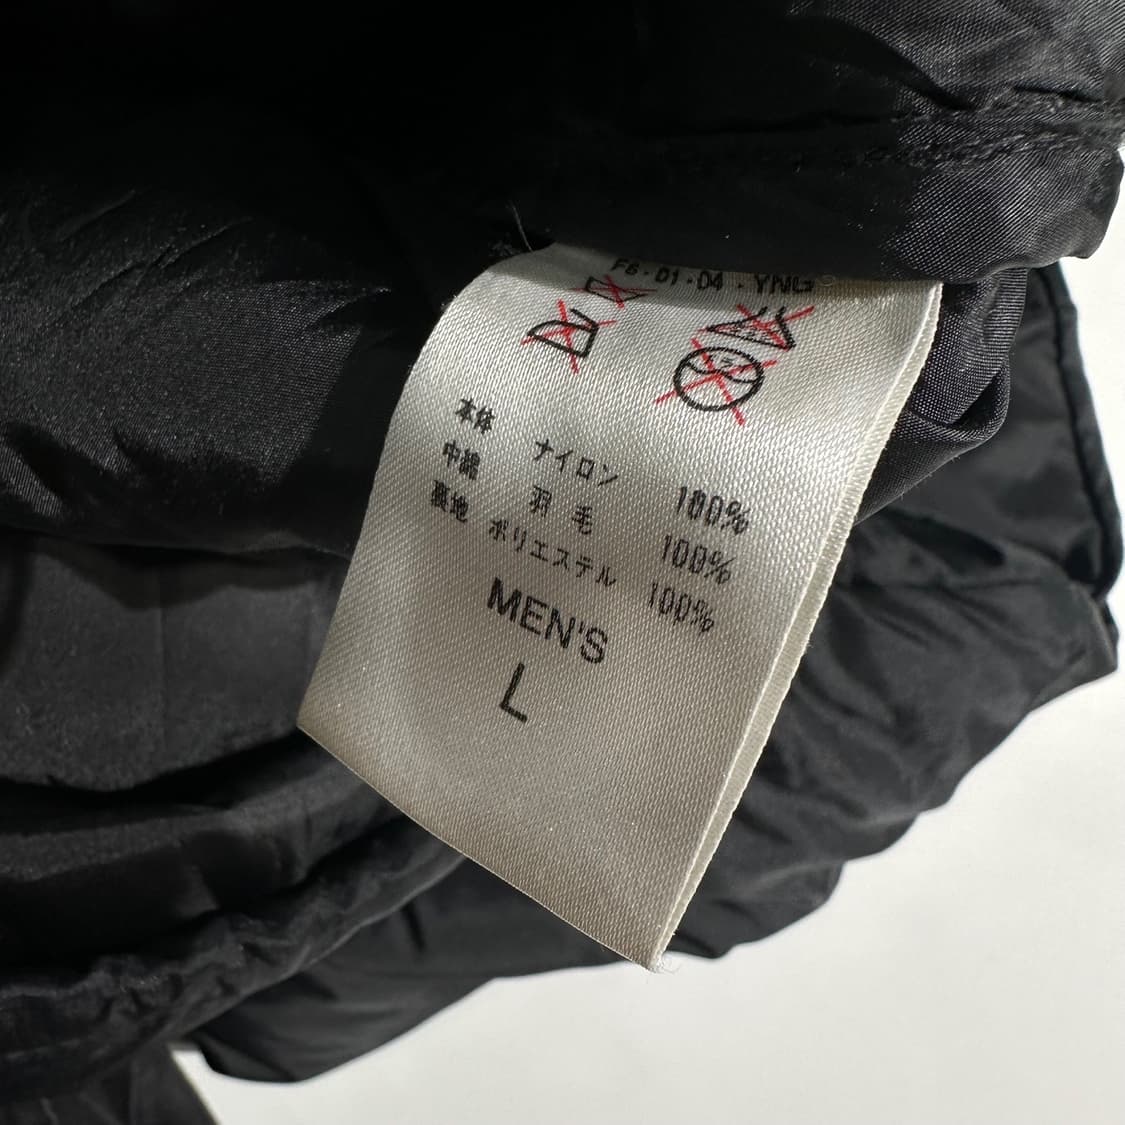 F6-01-04・YNG
本体 ナイロン 100%
中綿 羽毛 100%
裏地 ポリエステル 100%
MEN'S
L